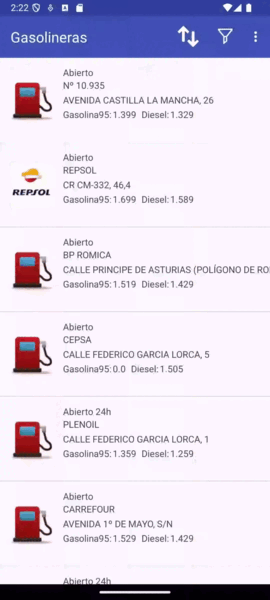 2:22
Gasolineras
Abierto
Nº 10.935
AVENIDA CASTILLA LA MANCHA, 26
Gasolina95:1.399 Diesel:1.329
Abierto
REPSOL
REPSOL
CR CM-332, 46,4
Gasolina95:1.699 Diesel:1.589
Abierto
BP ROMICA
CALLE PRINCIPE DE ASTURIAS (POLÍGONO DE RO
Gasolina95:1.519 Diesel:1.429
Abierto
CEPSA
CALLE FEDERICO GARCIA LORCA, 5
Gasolina95:0.0 Diesel:1.505
Abierto 24h
PLENOIL
CALLE FEDERICO GARCIA LORCA, 1
Gasolina95:1.359 Diesel:1.259
Abierto
CARREFOUR
AVENIDA 1º DE MAYO, S/N
Gasolina95:1.529 Diesel:1.429
Abierto 24h